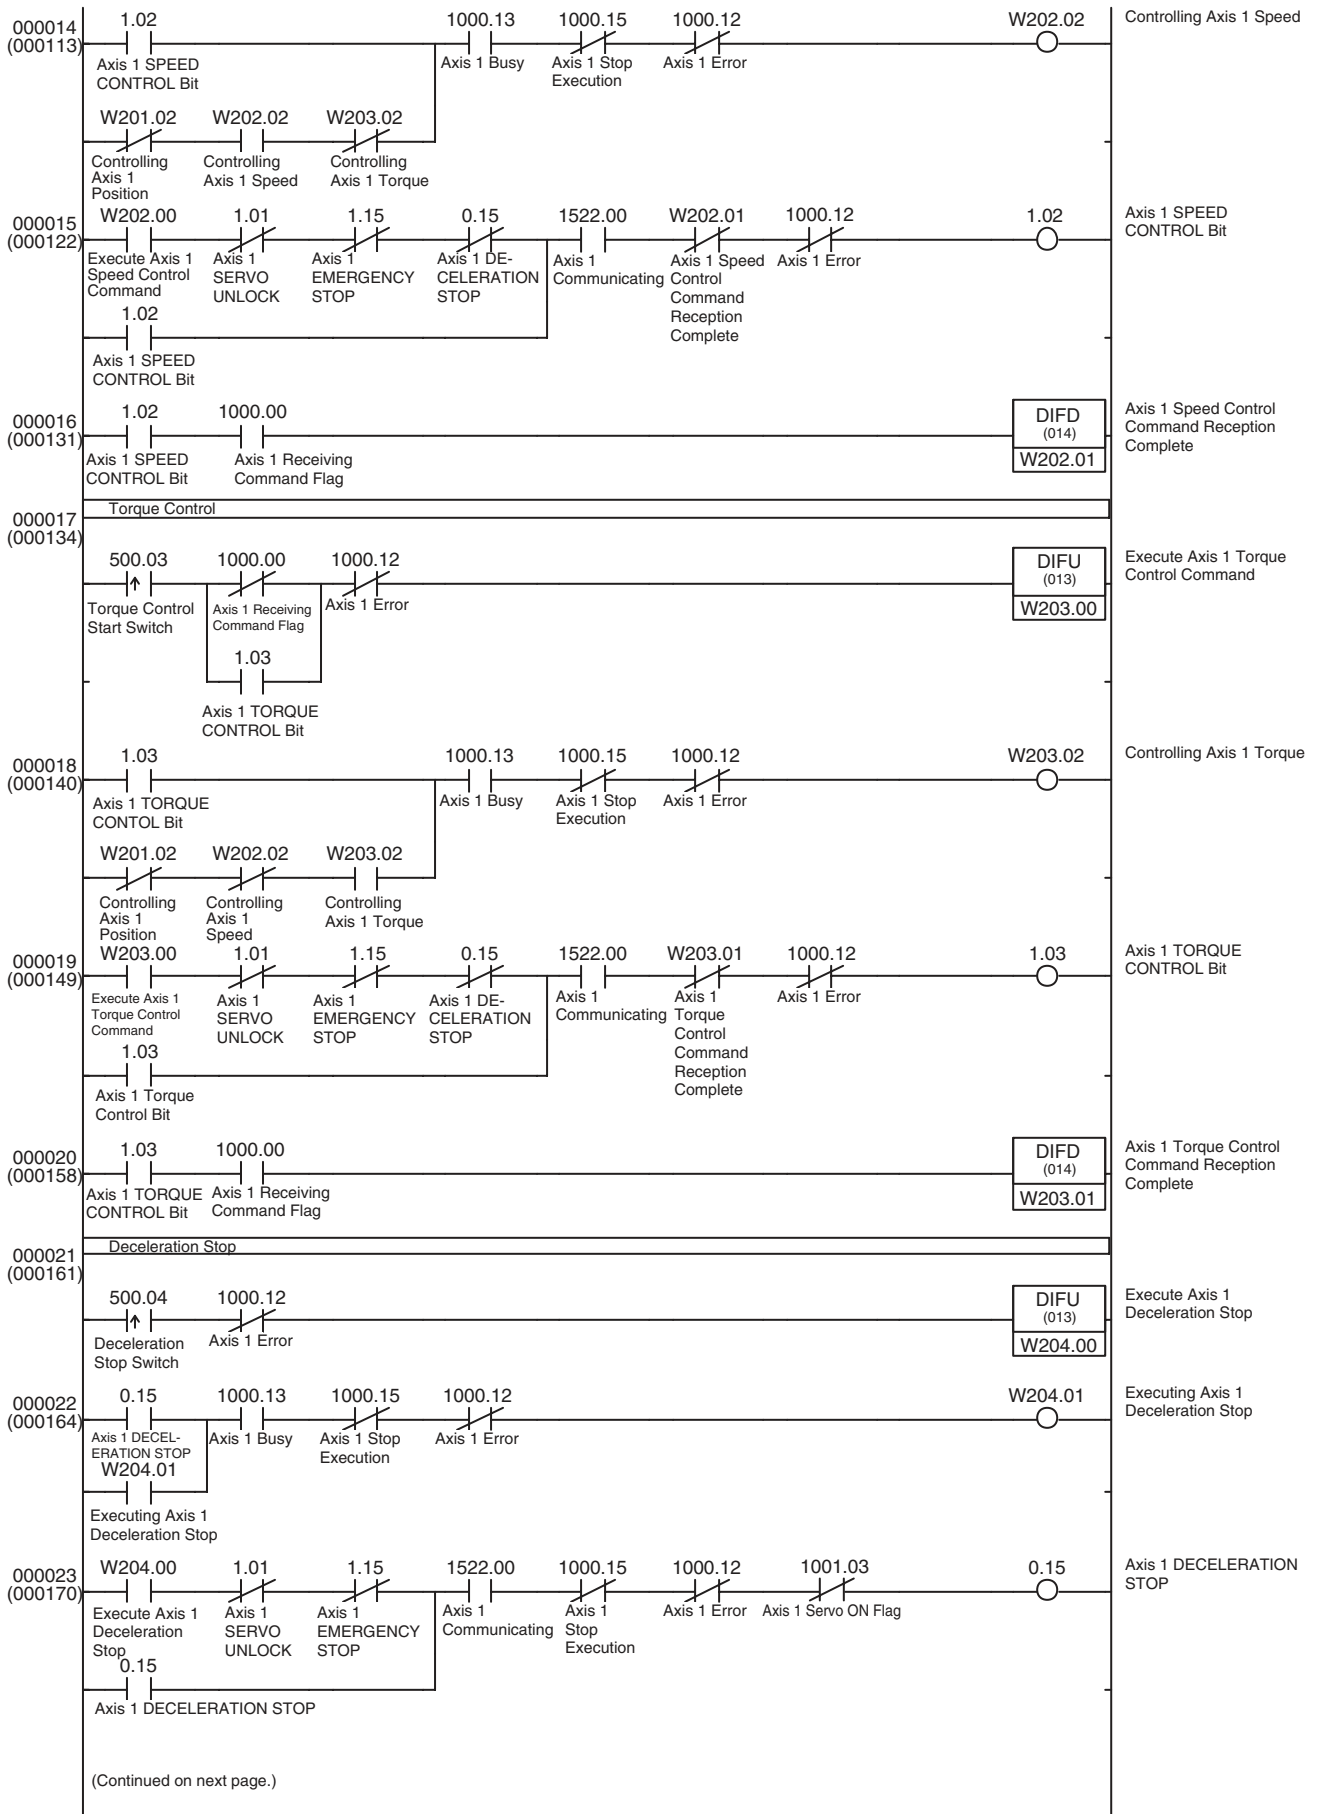 000014
(000113)
1.02
1000.13
1000.15
1000.12
W202.02
Controlling Axis 1 Speed
Axis 1 SPEED
CONTROL Bit
Axis 1 Busy
Axis 1 Stop
Execution
Axis 1 Error
W201.02
W202.02
W203.02
Controlling
Axis 1
Position
Controlling
Axis 1 Speed
Controlling
Axis 1 Torque
000015
(000122)
W202.00
1.01
1.15
0.15
1522.00
W202.01
1000.12
1.02
Axis 1 SPEED
CONTROL Bit
Execute Axis 1
Speed Control
Command
Axis 1
SERVO
UNLOCK
Axis 1
EMERGENCY
STOP
Axis 1 DE-
CELERATION
STOP
Axis 1
Communicating
Axis 1 Speed
Control
Command
Reception
Complete
Axis 1 Error
1.02
Axis 1 SPEED
CONTROL Bit
000016
(000131)
1.02
1000.00
DIFD
(014)
W202.01
Axis 1 Speed Control
Command Reception
Complete
Axis 1 SPEED
CONTROL Bit
Axis 1 Receiving
Command Flag
000017
(000134)
Torque Control
500.03
1000.00
1000.12
DIFU
(013)
W203.00
Execute Axis 1 Torque
Control Command
Torque Control
Start Switch
Axis 1 Receiving
Command Flag
Axis 1 Error
1.03
Axis 1 TORQUE
CONTROL Bit
000018
(000140)
1.03
1000.13
1000.15
1000.12
W203.02
Controlling Axis 1 Torque
Axis 1 TORQUE
CONTOL Bit
Axis 1 Busy
Axis 1 Stop
Execution
Axis 1 Error
W201.02
W202.02
W203.02
Controlling
Axis 1
Position
Controlling
Axis 1
Speed
Controlling
Axis 1 Torque
000019
(000149)
W203.00
1.01
1.15
0.15
1522.00
W203.01
1000.12
1.03
Axis 1 TORQUE
CONTROL Bit
Execute Axis 1
Torque Control
Command
Axis 1
SERVO
UNLOCK
Axis 1
EMERGENCY
STOP
Axis 1 DE-
CELERATION
STOP
Axis 1
Communicating
Axis 1
Torque
Control
Command
Reception
Complete
Axis 1 Error
1.03
Axis 1 Torque
Control Bit
000020
(000158)
1.03
1000.00
DIFD
(014)
W203.01
Axis 1 Torque Control
Command Reception
Complete
Axis 1 TORQUE
CONTROL Bit
Axis 1 Receiving
Command Flag
000021
(000161)
Deceleration Stop
500.04
1000.12
DIFU
(013)
W204.00
Execute Axis 1
Deceleration Stop
Deceleration
Stop Switch
Axis 1 Error
000022
(000164)
0.15
1000.13
1000.15
1000.12
W204.01
Executing Axis 1
Deceleration Stop
Axis 1 DECEL-
ERATION STOP
Axis 1 Busy
Axis 1 Stop
Execution
Axis 1 Error
W204.01
Executing Axis 1
Deceleration Stop
000023
(000170)
W204.00
1.01
1.15
1522.00
1000.15
1000.12
1001.03
0.15
Axis 1 DECELERATION
STOP
Execute Axis 1
Deceleration
Stop
Axis 1
SERVO
UNLOCK
Axis 1
EMERGENCY
STOP
Axis 1
Communicating
Axis 1
Stop
Execution
Axis 1 Error
Axis 1 Servo ON Flag
0.15
Axis 1 DECELERATION STOP
(Continued on next page.)